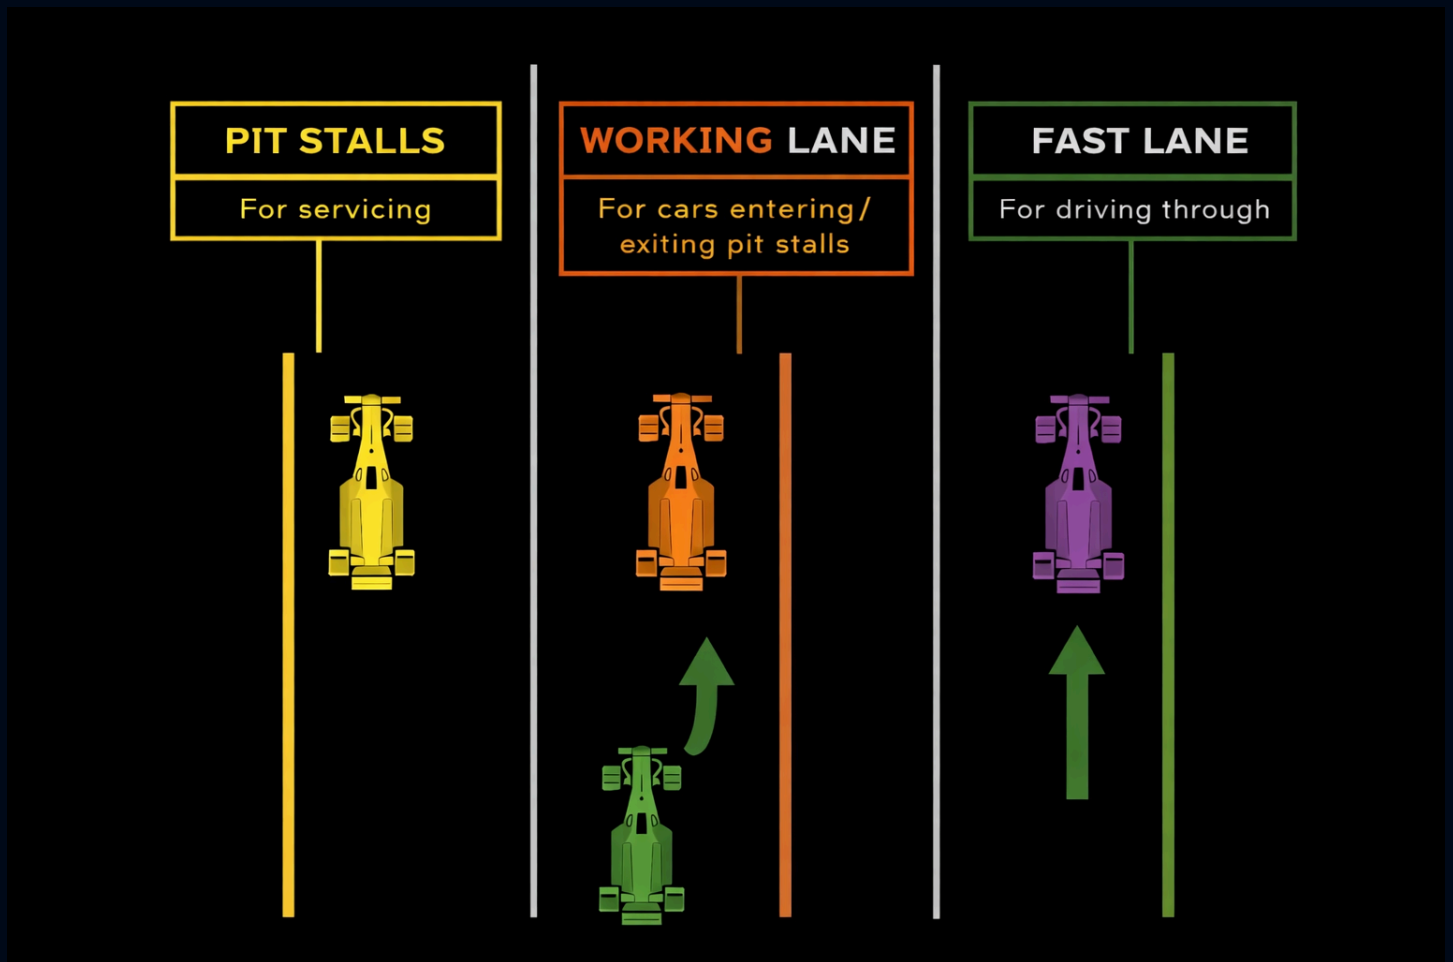 PIT STALLS
For servicing
WORKING LANE
For cars entering/
exiting pit stalls
FAST LANE
For driving through